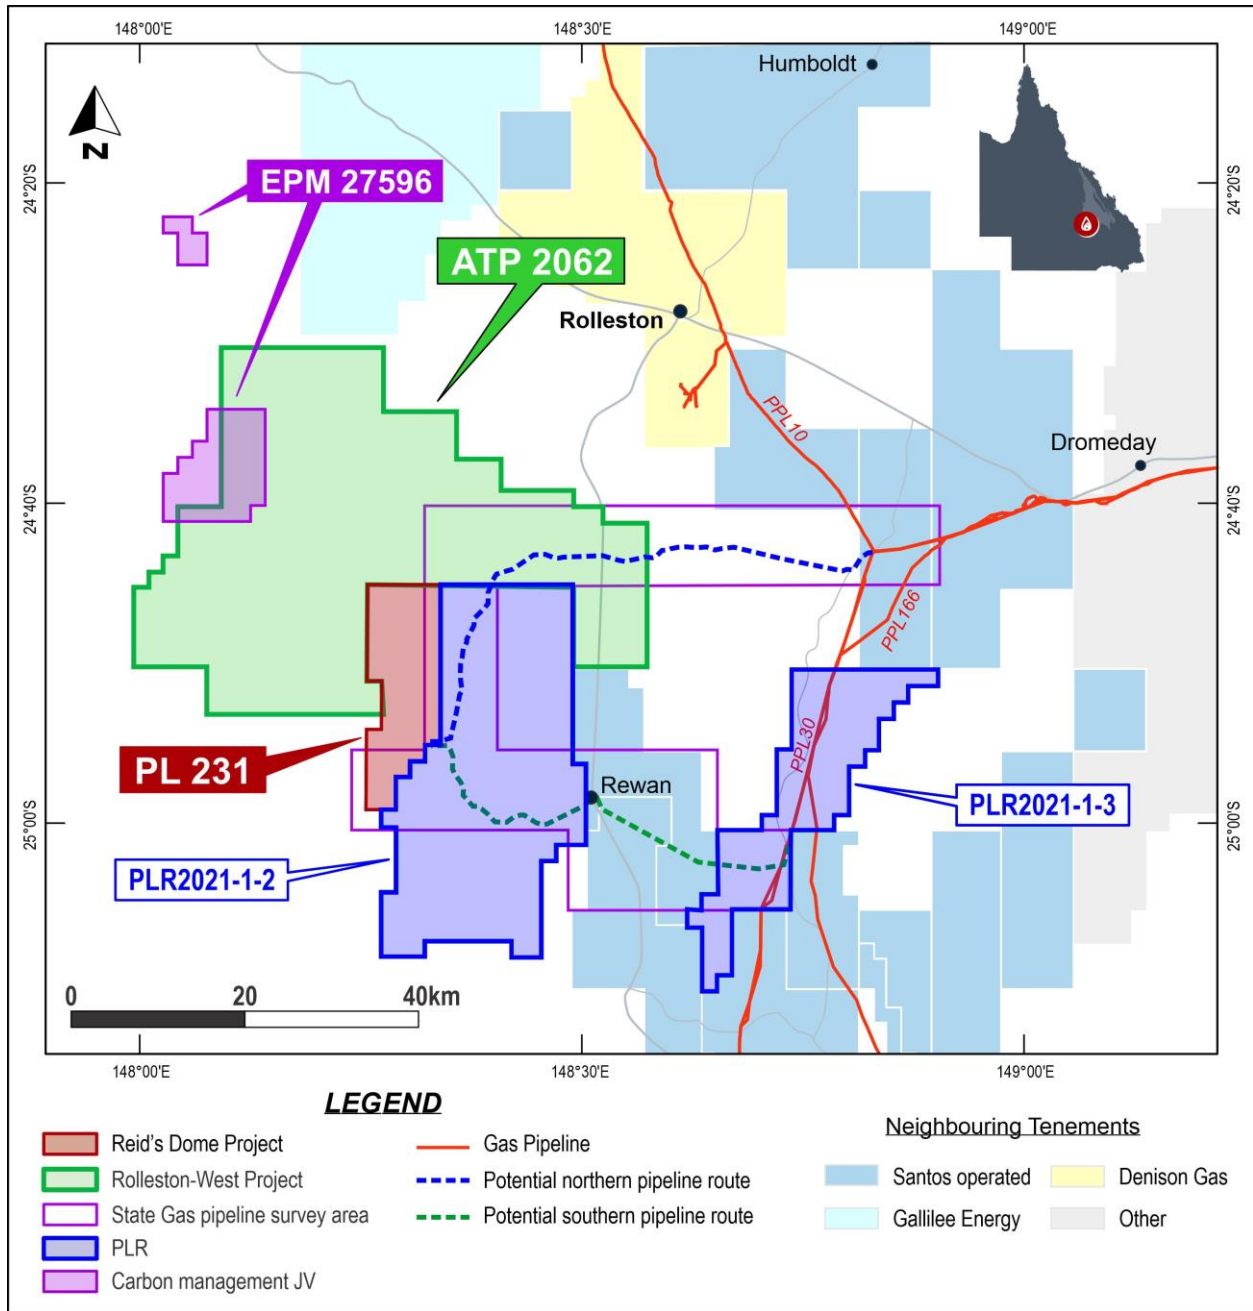 148°00'E
148°30'E
149°00'E
Humboldt
N
24°20'S
24°20'S
EPM 27596
ATP 2062
Rolleston
PPL10
Dromeday
24°40'S
24°40'S
PPL166
PL 231
PPL30
Rewan
PLR2021-1-3
25°00'S
25°00'S
PLR2021-1-2
0 20 40km
148°00'E
148°30'E
149°00'E
LEGEND
Reid's Dome Project
Rolleston-West Project
State Gas pipeline survey area
PLR
Carbon management JV
Gas Pipeline
Potential northern pipeline route
Potential southern pipeline route
Neighbouring Tenements
Santos operated
Denison Gas
Gallilee Energy
Other